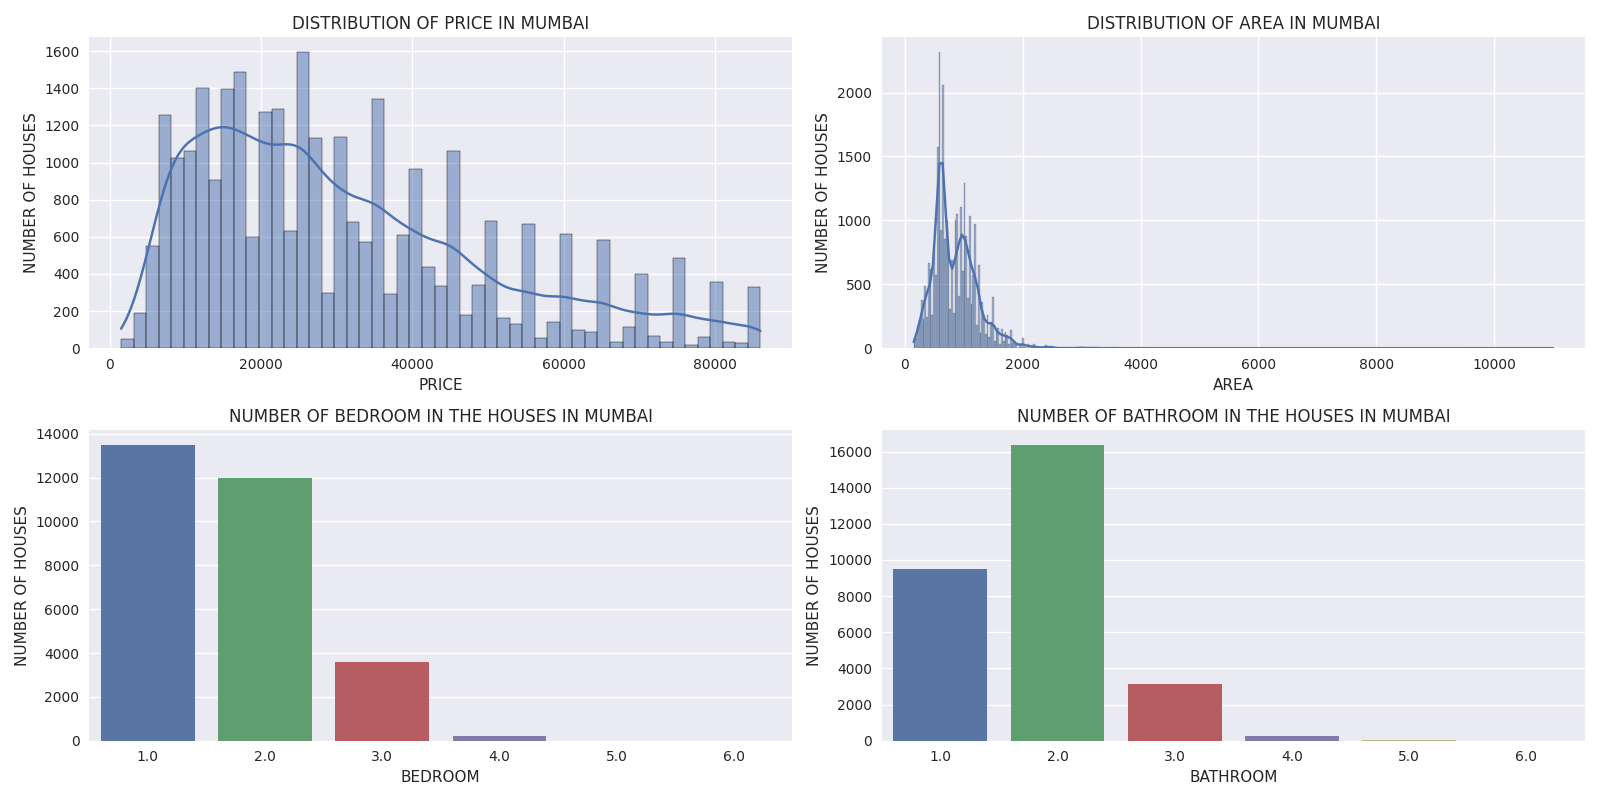 DISTRIBUTION OF PRICE IN MUMBAI
NUMBER OF HOUSES
1600
1400
1200
1000
800
600
400
200
0
0 20000 40000 60000 80000
PRICE
DISTRIBUTION OF AREA IN MUMBAI
NUMBER OF HOUSES
2000
1500
1000
500
0
0 2000 4000 6000 8000 10000
AREA
NUMBER OF BEDROOM IN THE HOUSES IN MUMBAI
NUMBER OF HOUSES
14000
12000
10000
8000
6000
4000
2000
0
1.0 2.0 3.0 4.0 5.0 6.0
BEDROOM
NUMBER OF BATHROOM IN THE HOUSES IN MUMBAI
NUMBER OF HOUSES
16000
14000
12000
10000
8000
6000
4000
2000
0
1.0 2.0 3.0 4.0 5.0 6.0
BATHROOM